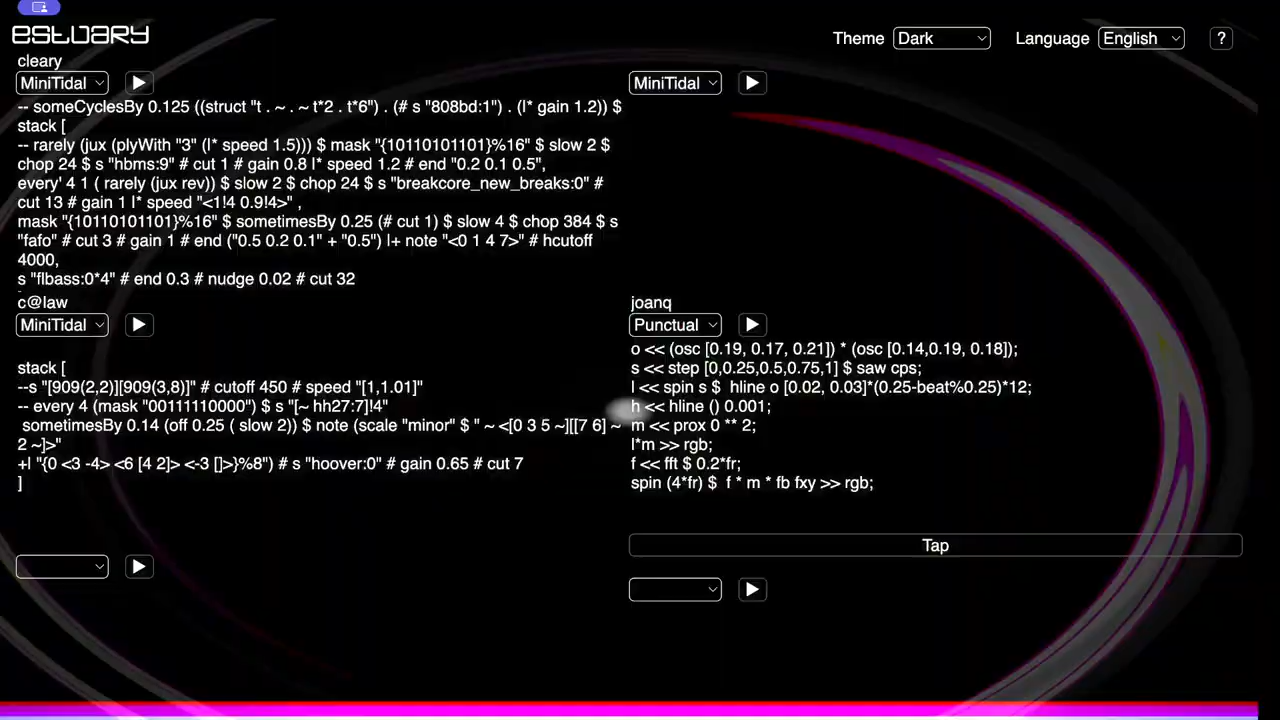 estuary
Theme Dark Language English ?
cleary
MiniTidal
-- someCyclesBy 0.125 ((struct "t . ~ . ~ t*2 . t*6") . (# s "808bd:1") . (|* gain 1.2)) $
stack [
-- rarely (jux (plyWith "3" (|* speed 1.5))) $ mask "{10110101101}%16" $ slow 2 $
chop 24 $ s "hbms:9" # cut 1 # gain 0.8 |* speed 1.2 # end "0.2 0.1 0.5",
every' 4 1 ( rarely (jux rev)) $ slow 2 $ chop 24 $ s "breakcore_new_breaks:0" #
cut 13 # gain 1 |* speed "<1!4 0.9!4>" ,
mask "{10110101101}%16" $ sometimesBy 0.25 (# cut 1) $ slow 4 $ chop 384 $ s
"fafo" # cut 3 # gain 1 # end ("0.5 0.2 0.1" + "0.5") |+ note "<0 1 4 7>" # hcutoff
4000,
s "flbass:0*4" # end 0.3 # nudge 0.02 # cut 32
MiniTidal
c@law
MiniTidal
stack [
--s "[909(2,2)][909(3,8)]" # cutoff 450 # speed "[1,1.01]"
-- every 4 (mask "00111110000") $ s "[~ hh27:7]!4"
sometimesBy 0.14 (off 0.25 ( slow 2)) $ note (scale "minor" $ " ~ <[0 3 5 ~][[7 6] ~
2 ~]>"
+| "{0 <3 -4> <6 [4 2]> <-3 []>}%8") # s "hoover:0" # gain 0.65 # cut 7
]
joanq
Punctual
o << (osc [0.19, 0.17, 0.21]) * (osc [0.14,0.19, 0.18]);
s << step [0,0.25,0.5,0.75,1] $ saw cps;
l << spin s $ hline o [0.02, 0.03]*(0.25-beat%0.25)*12;
h << hline () 0.001;
m << prox 0 ** 2;
l*m >> rgb;
f << fft $ 0.2*fr;
spin (4*fr) $ f * m * fb fxy >> rgb;
Tap